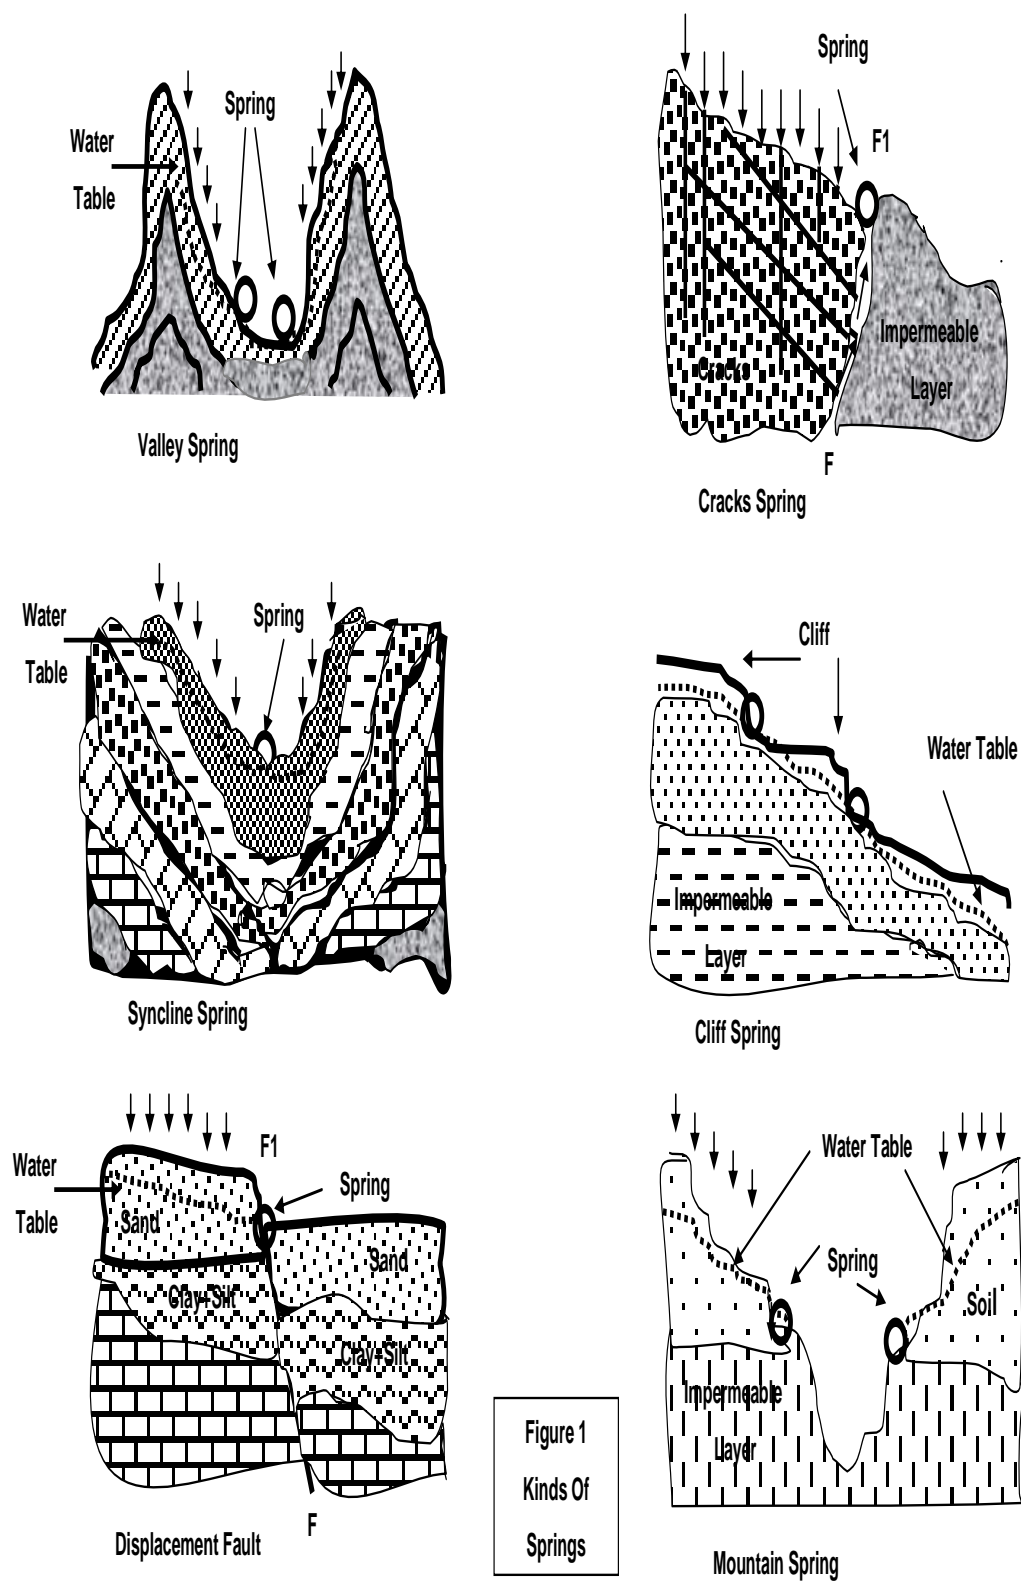 Spring
Water
Table
Valley Spring
Spring
F1
Cracks
Impermeable
Layer
F
Cracks Spring
Water
Table
Spring
Syncline Spring
Cliff
Water Table
Impermeable
Layer
Cliff Spring
F1
Water
Table
Spring
Sand
Sand
Clay+Silt
Clay+Silt
F
Displacement Fault
Water Table
Spring
Soil
Impermeable
Layer
Mountain Spring
Figure 1
Kinds Of
Springs